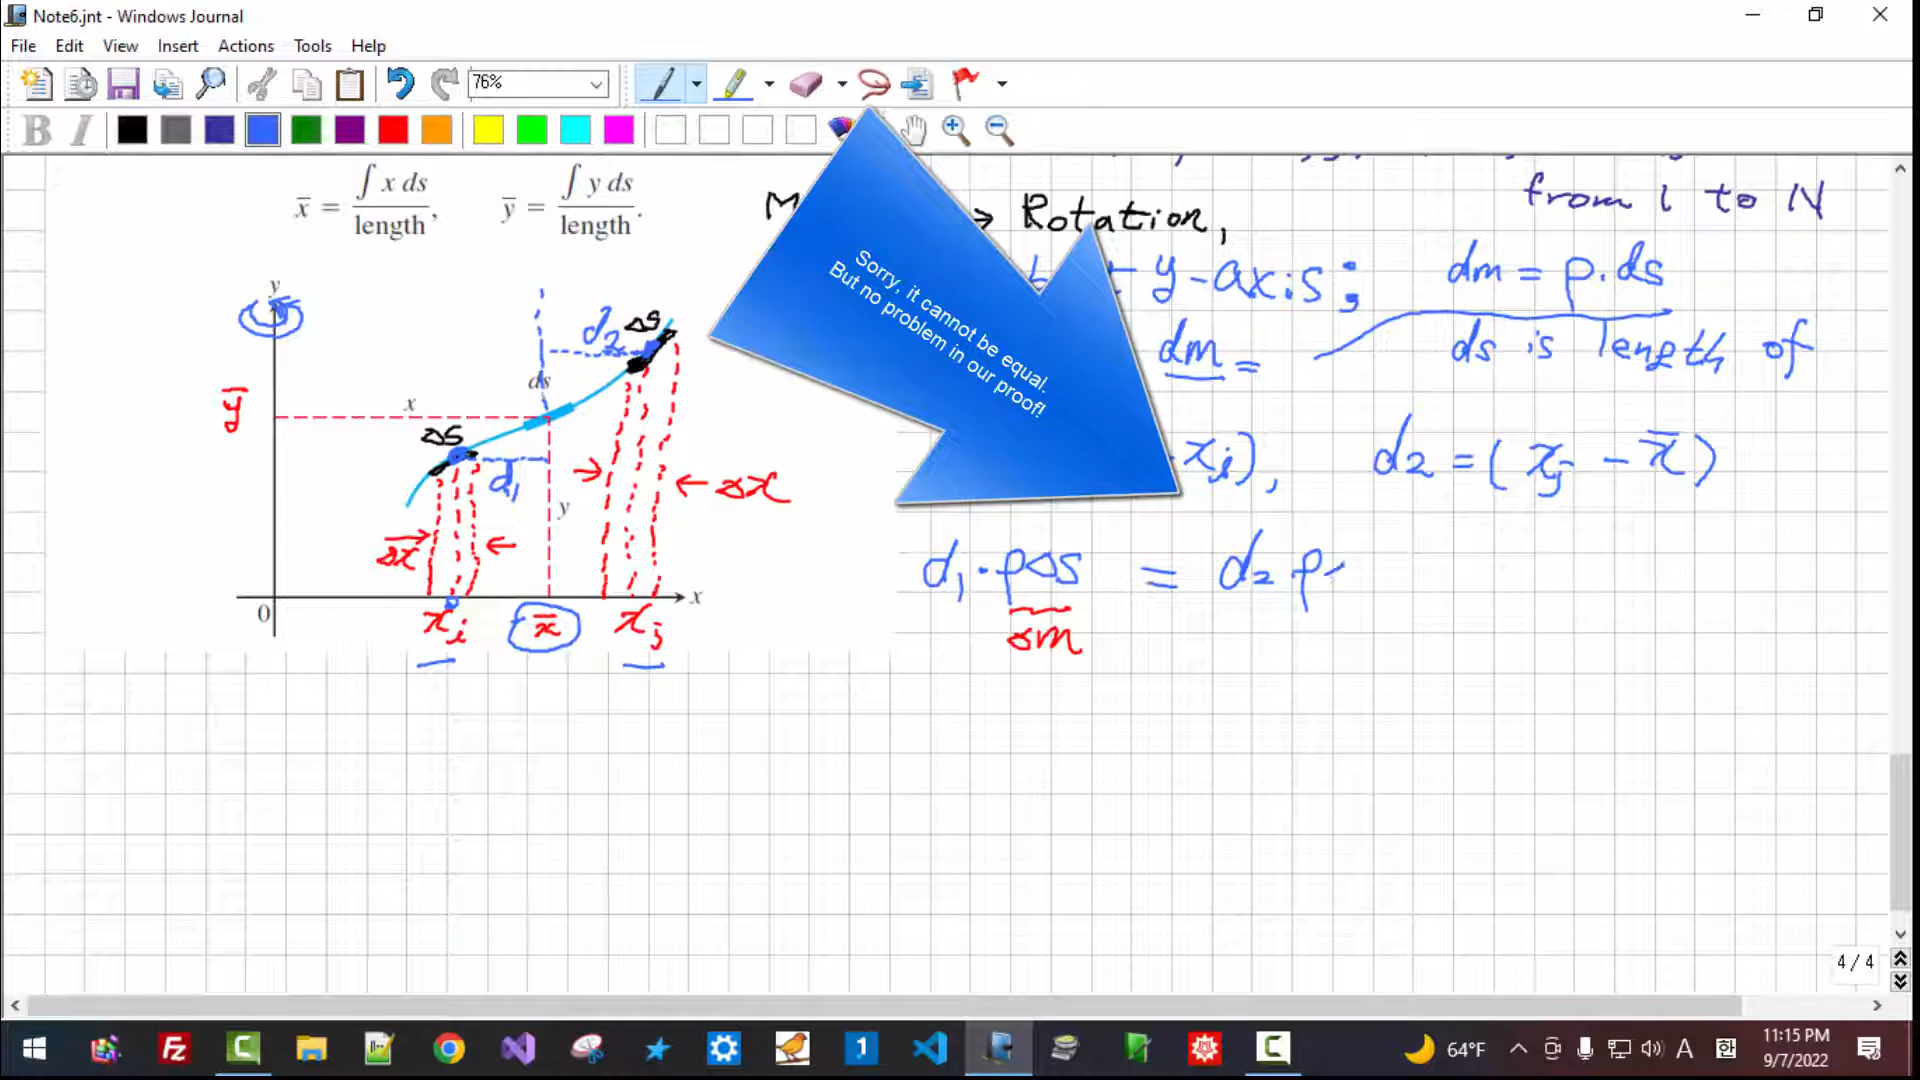 Note6.jnt - Windows Journal
File Edit View Insert Actions Tools Help
76%
B I
x̄ = ∫ x ds / length, ȳ = ∫ y ds / length.
from 1 to N
→ Rotation,
y-axis ;
dm = ρ.ds
dm =
ds is length of
Sorry, it cannot be equal.
But no problem in our proof!
xi), d2 = ( xj - x̄ )
d1 · ρΔs = d2 ρ
Δm
y
d2 Δs
ds
ȳ
x
Δs
d1
y
← Δx
Δx
0 x
xi x̄ xj
4 / 4
64°F
A
11:15 PM
9/7/2022